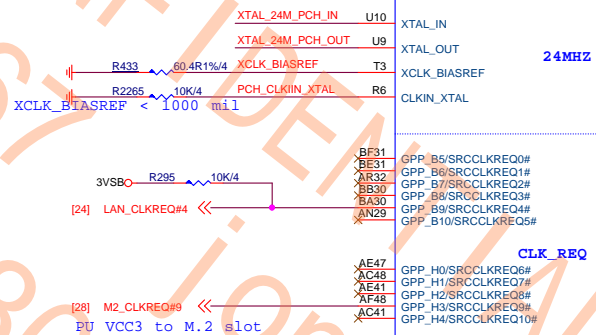 XTAL_24M_PCH_IN U10 XTAL_IN
XTAL_24M_PCH_OUT U9 XTAL_OUT
24MHZ
R433 60.4R1%/4 XCLK_BIASREF T3 XCLK_BIASREF
R2265 10K/4 PCH_CLKIIN_XTAL R6 CLKIN_XTAL
XCLK_BIASREF < 1000 mil
BF31 GPP_B5/SRCCLKREQ0#
BE31 GPP_B6/SRCCLKREQ1#
AR32 GPP_B7/SRCCLKREQ2#
3VSB R295 10K/4 BB30 GPP_B8/SRCCLKREQ3#
[24] LAN_CLKREQ#4 BA30 GPP_B9/SRCCLKREQ4#
AN29 GPP_B10/SRCCLKREQ5#
CLK_REQ
AE47 GPP_H0/SRCCLKREQ6#
AC48 GPP_H1/SRCCLKREQ7#
AE41 GPP_H2/SRCCLKREQ8#
[28] M2_CLKREQ#9 AF48 GPP_H3/SRCCLKREQ9#
AC41 GPP_H4/SRCCLKREQ10#
PU VCC3 to M.2 slot